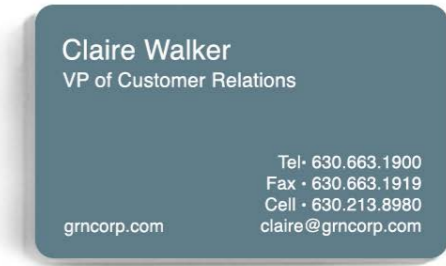 Claire Walker
VP of Customer Relations
Tel· 630.663.1900
Fax · 630.663.1919
Cell · 630.213.8980
grncorp.com
claire@grncorp.com